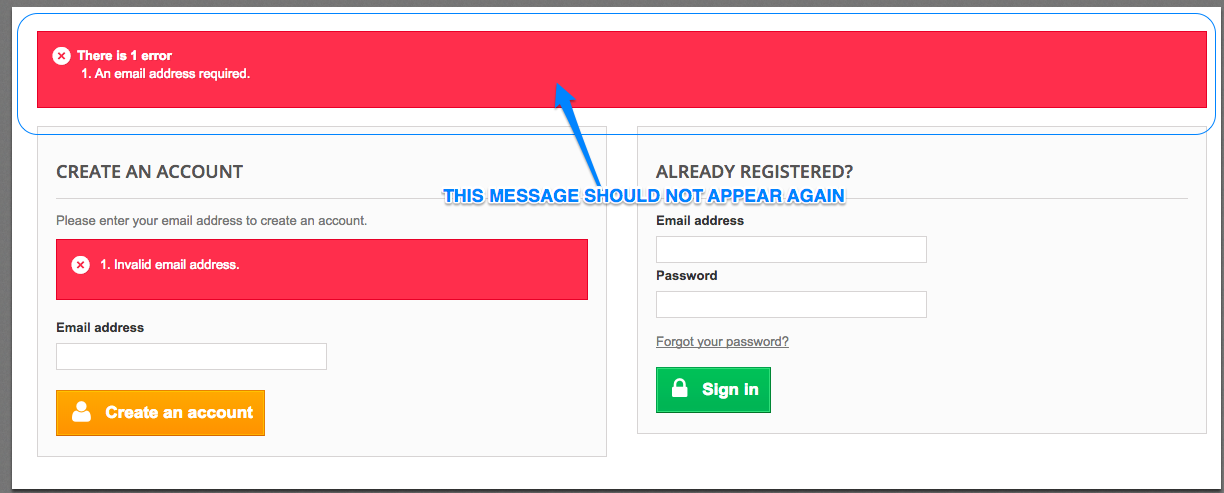 There is 1 error
1. An email address required.
CREATE AN ACCOUNT
ALREADY REGISTERED?
THIS MESSAGE SHOULD NOT APPEAR AGAIN
Please enter your email address to create an account.
1. Invalid email address.
Email address
Create an account
Email address
Password
Forgot your password?
Sign in